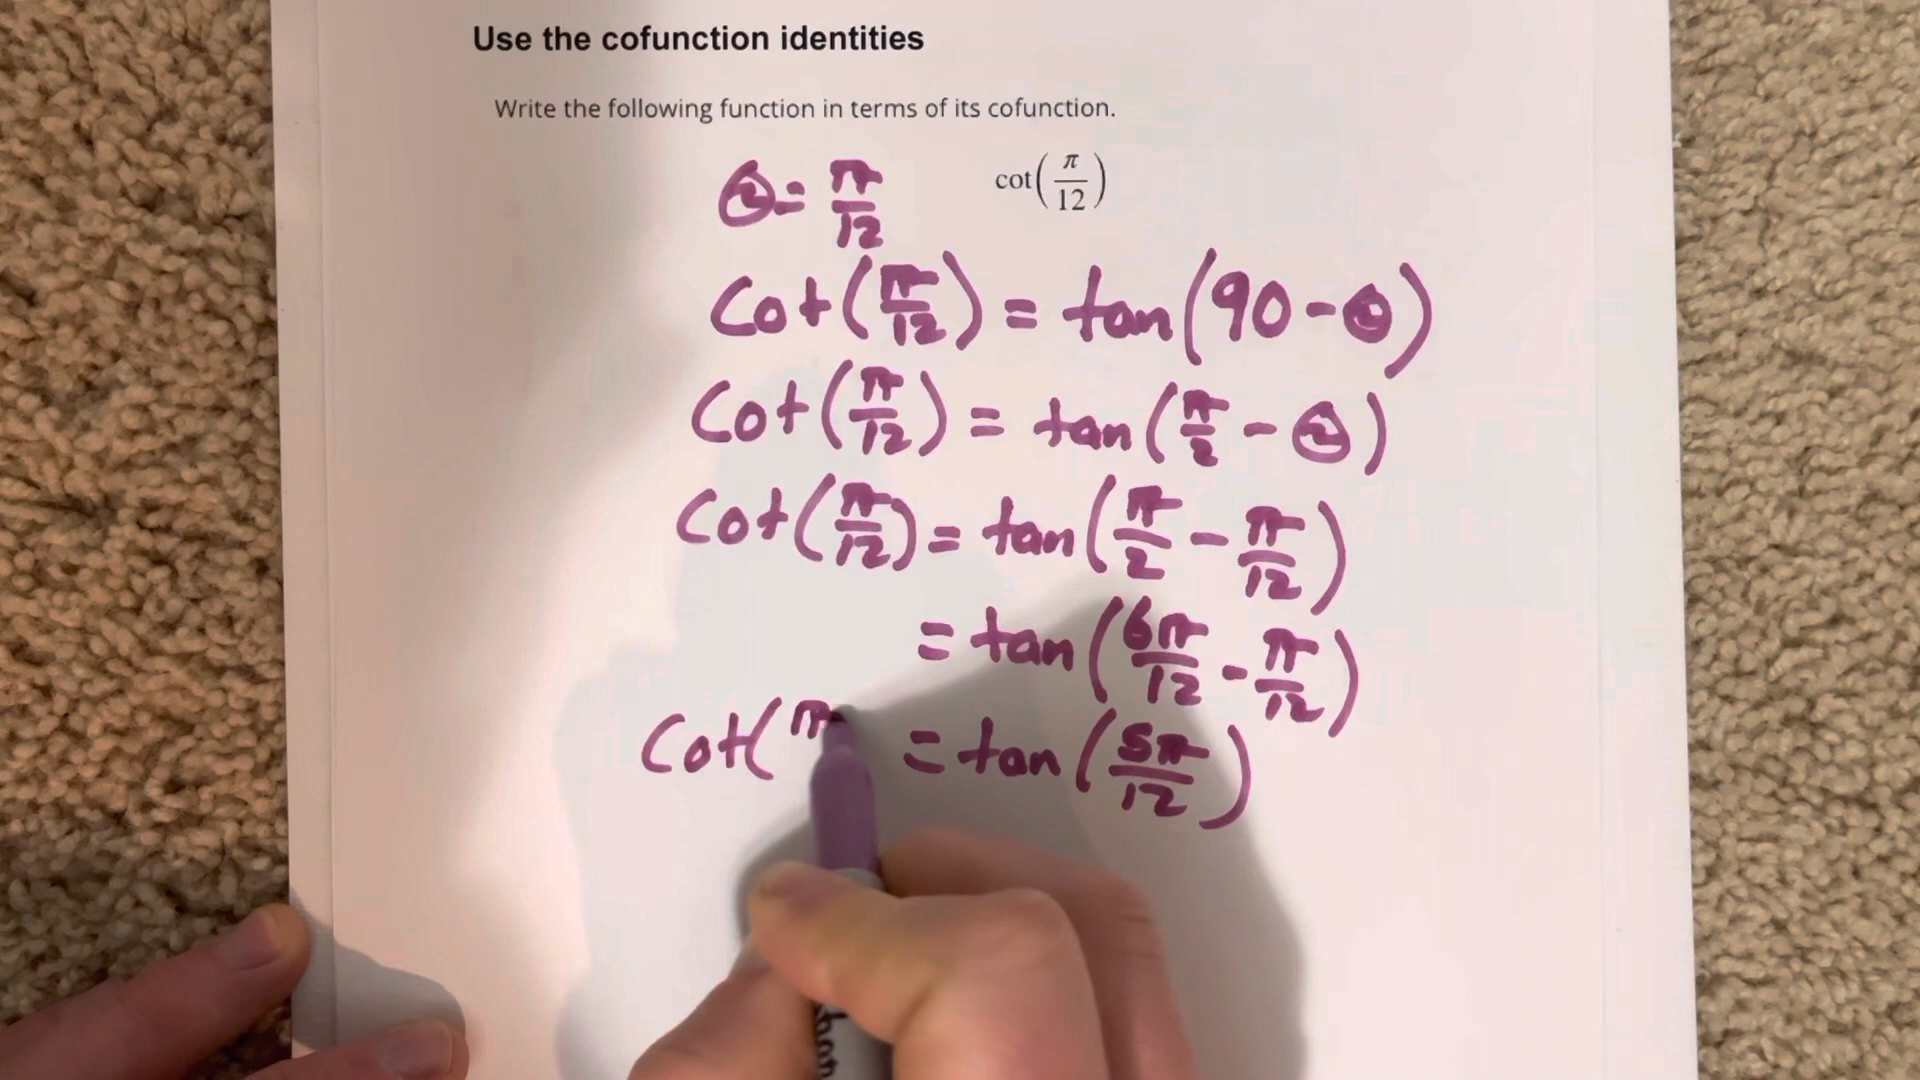 Use the cofunction identities
Write the following function in terms of its cofunction.
cot(π/12)
θ = π/12
Cot(π/12) = tan(90 - θ)
Cot(π/12) = tan(π/2 - θ)
Cot(π/12) = tan(π/2 - π/12)
= tan(6π/12 - π/12)
Cot(π = tan(5π/12)